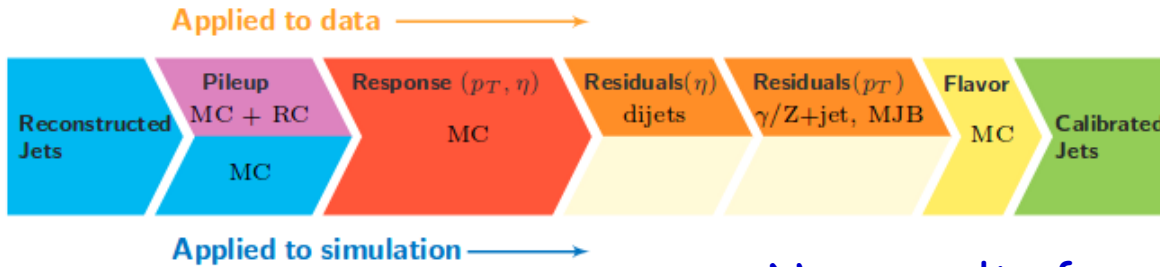 Applied to data
Reconstructed
Jets
Pileup
MC + RC
MC
Response (p_T, η)
MC
Residuals(η)
dijets
Residuals(p_T)
γ/Z+jet, MJB
Flavor
MC
Calibrated
Jets
Applied to simulation